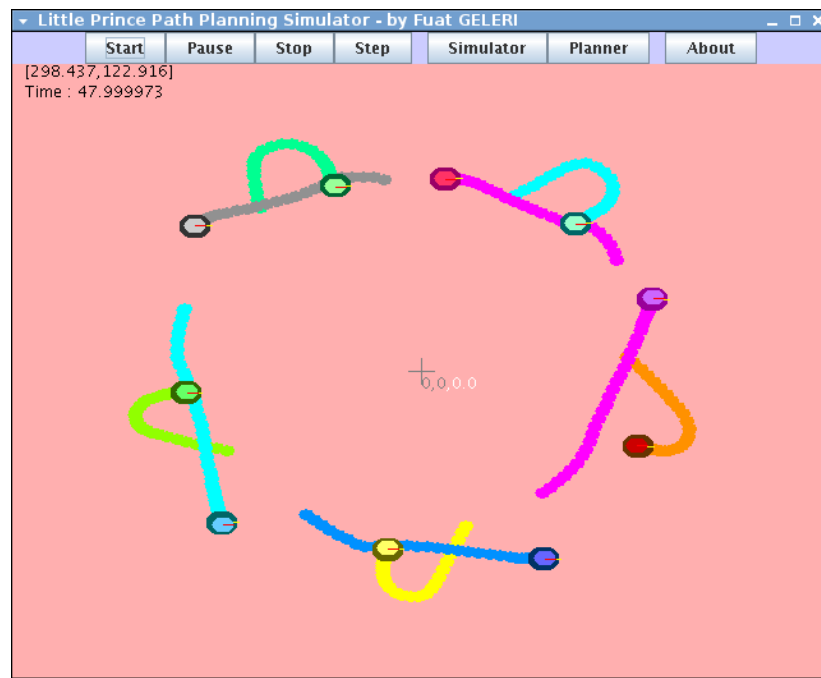 Little Prince Path Planning Simulator - by Fuat GELERI
Start Pause Stop Step Simulator Planner About
[298.437,122.916]
Time : 47.999973
0,0,0.0